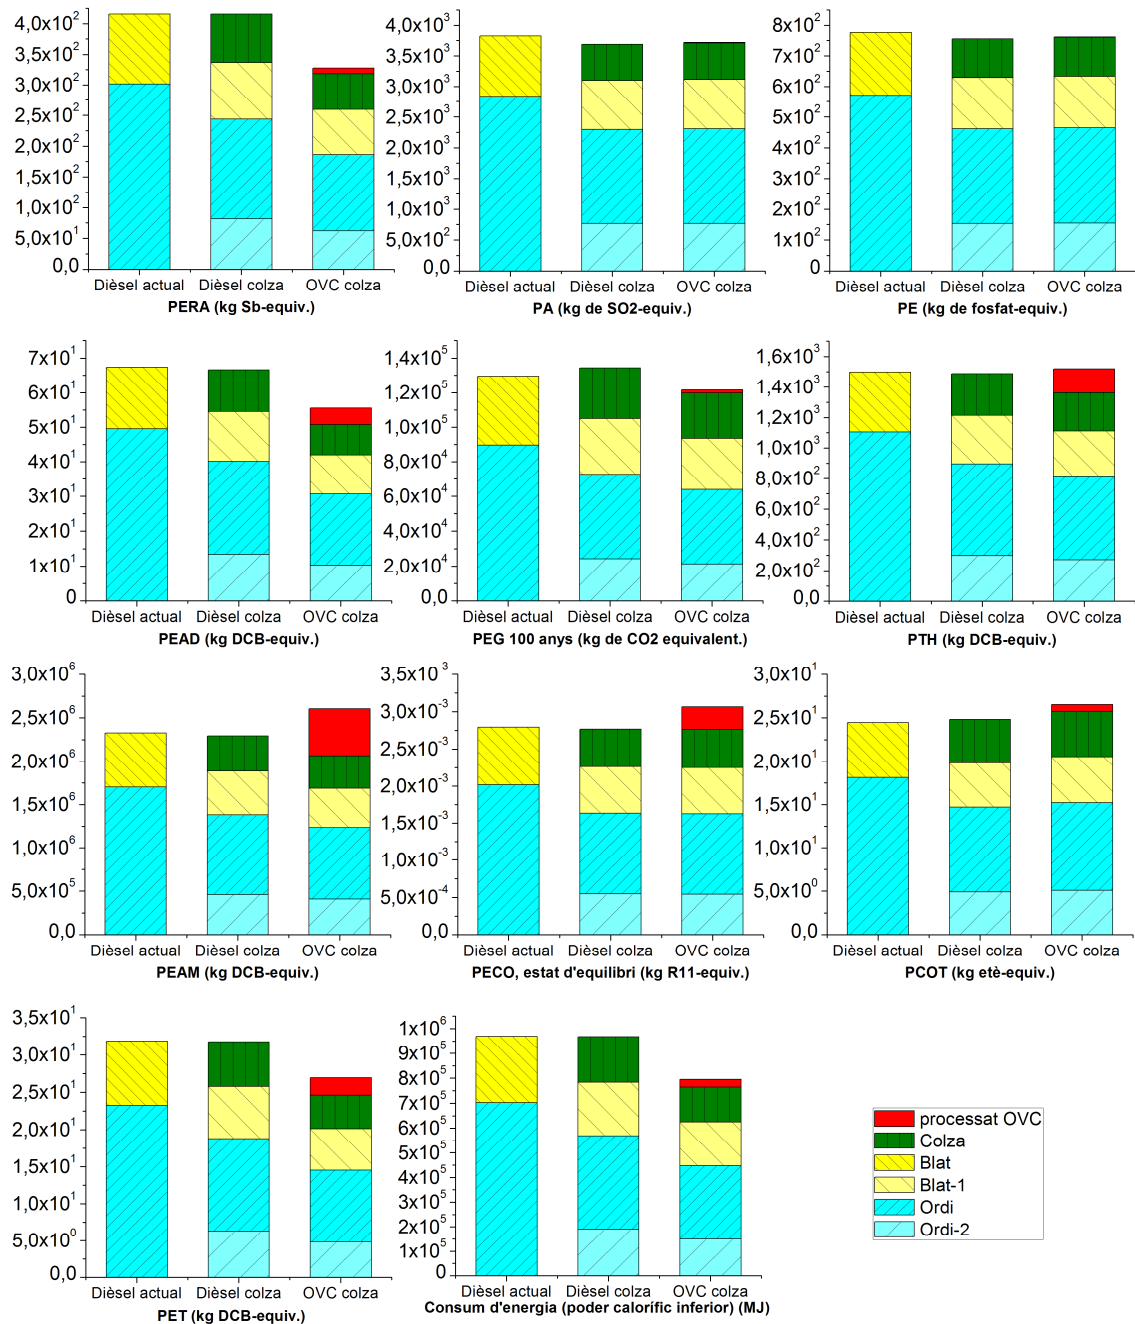 4,0x10²
3,5x10²
3,0x10²
2,5x10²
2,0x10²
1,5x10²
1,0x10²
5,0x10¹
0,0
Dièsel actual Dièsel colza OVC colza
PERA (kg Sb-equiv.)
4,0x10³
3,5x10³
3,0x10³
2,5x10³
2,0x10³
1,5x10³
1,0x10³
5,0x10²
0,0
Dièsel actual Dièsel colza OVC colza
PA (kg de SO2-equiv.)
8x10²
7x10²
6x10²
5x10²
4x10²
3x10²
2x10²
1x10²
0
Dièsel actual Dièsel colza OVC colza
PE (kg de fosfat-equiv.)
7x10¹
6x10¹
5x10¹
4x10¹
3x10¹
2x10¹
1x10¹
0
Dièsel actual Dièsel colza OVC colza
PEAD (kg DCB-equiv.)
1,4x10⁵
1,2x10⁵
1,0x10⁵
8,0x10⁴
6,0x10⁴
4,0x10⁴
2,0x10⁴
0,0
Dièsel actual Dièsel colza OVC colza
PEG 100 anys (kg de CO2 equivalent.)
1,6x10³
1,4x10³
1,2x10³
1,0x10³
8,0x10²
6,0x10²
4,0x10²
2,0x10²
0,0
Dièsel actual Dièsel colza OVC colza
PTH (kg DCB-equiv.)
3,0x10⁶
2,5x10⁶
2,0x10⁶
1,5x10⁶
1,0x10⁶
5,0x10⁵
0,0
Dièsel actual Dièsel colza OVC colza
PEAM (kg DCB-equiv.)
3,5x10⁻³
3,0x10⁻³
2,5x10⁻³
2,0x10⁻³
1,5x10⁻³
1,0x10⁻³
5,0x10⁻⁴
0,0
Dièsel actual Dièsel colza OVC colza
PECO, estat d'equilibri (kg R11-equiv.)
3,0x10¹
2,5x10¹
2,0x10¹
1,5x10¹
1,0x10¹
5,0x10⁰
0,0
Dièsel actual Dièsel colza OVC colza
PCOT (kg etè-equiv.)
3,5x10¹
3,0x10¹
2,5x10¹
2,0x10¹
1,5x10¹
1,0x10¹
5,0x10⁰
0,0
Dièsel actual Dièsel colza OVC colza
PET (kg DCB-equiv.)
1x10⁶
9x10⁵
8x10⁵
7x10⁵
6x10⁵
5x10⁵
4x10⁵
3x10⁵
2x10⁵
1x10⁵
0
Dièsel actual Dièsel colza OVC colza
Consum d'energia (poder calorífic inferior) (MJ)
processat OVC
Colza
Blat
Blat-1
Ordi
Ordi-2